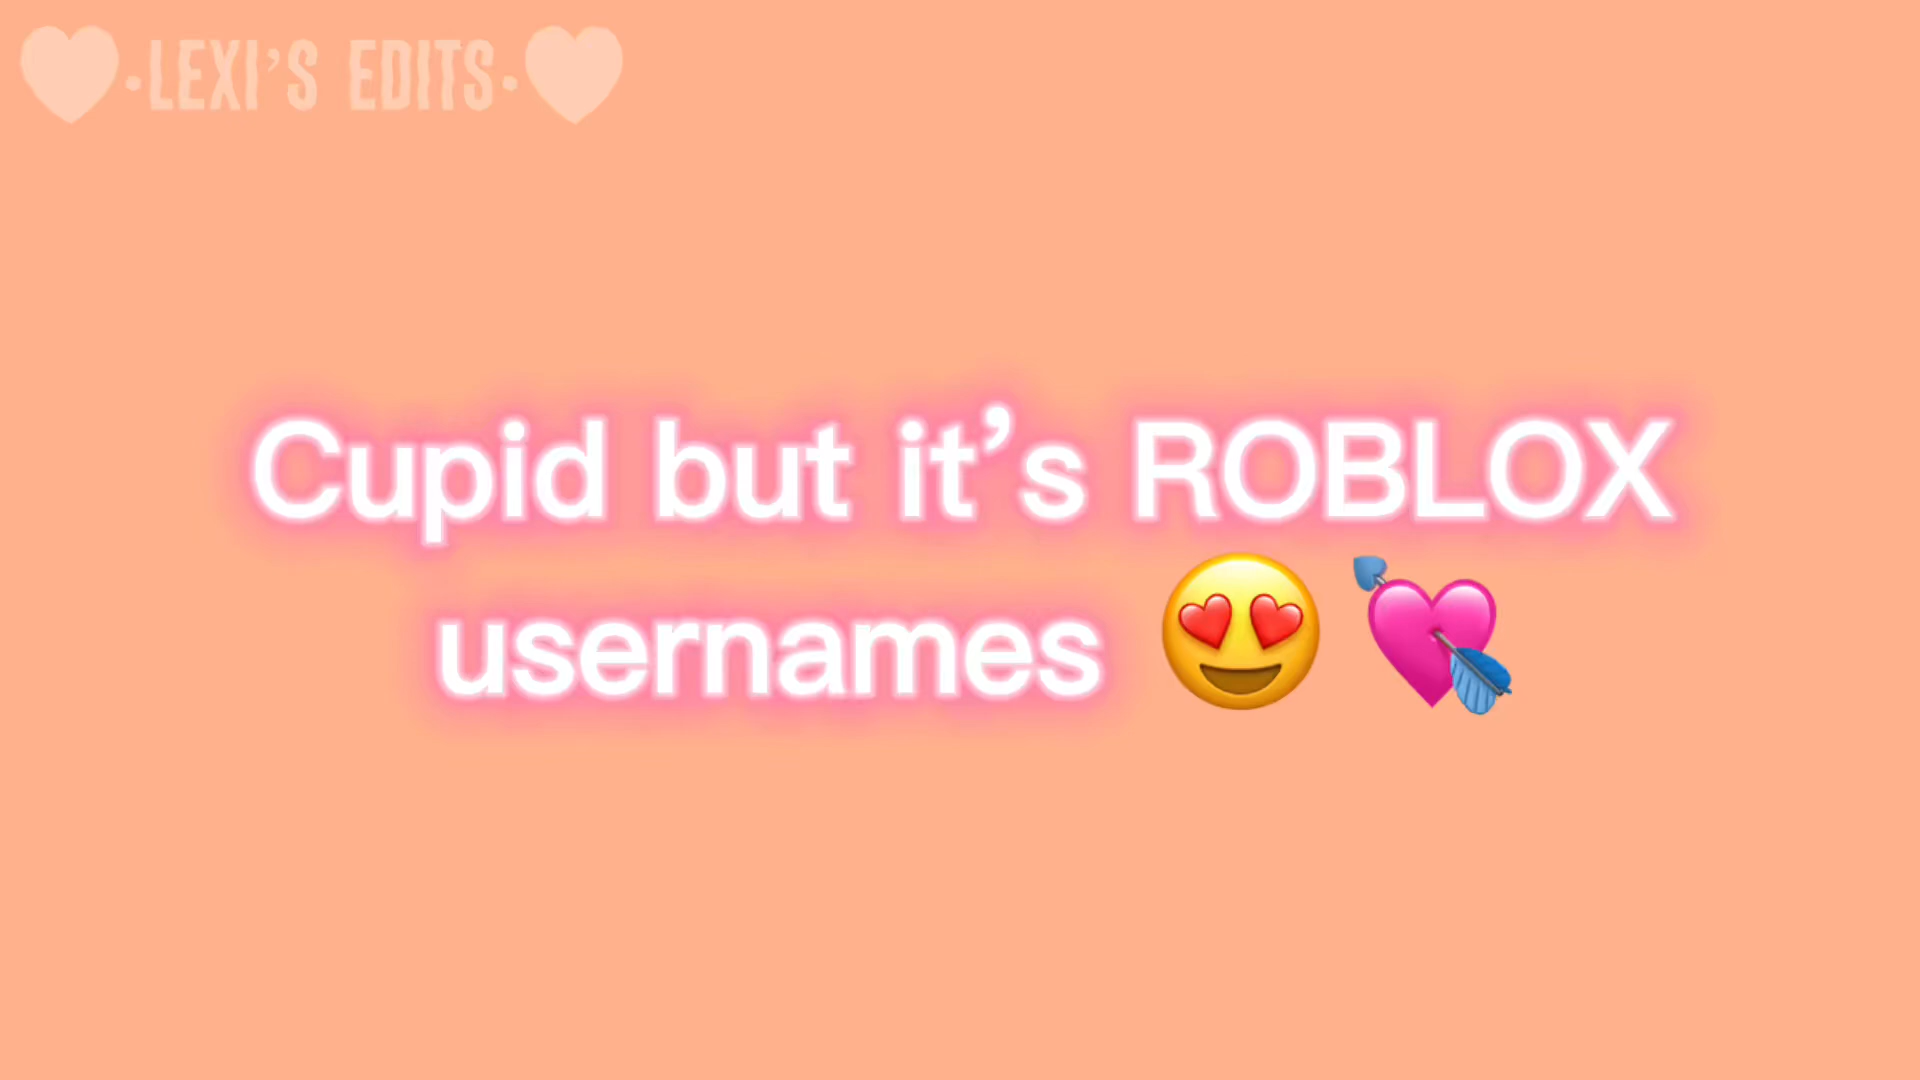 ·LEXI’S EDITS·
Cupid but it’s ROBLOX
usernames 😍 💘